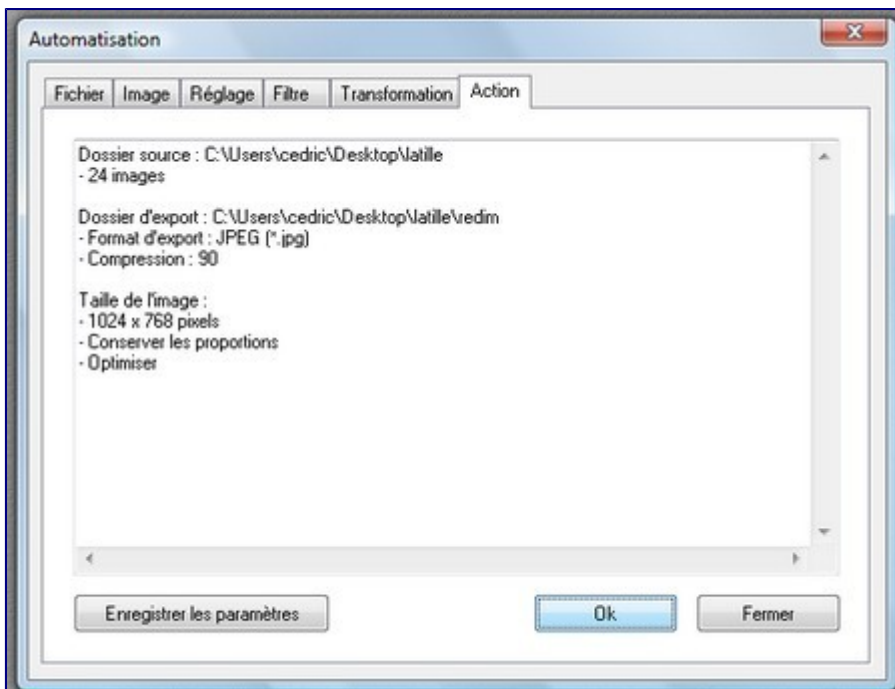 Automatisation
Fichier Image Réglage Filtre Transformation Action
Dossier source : C:\Users\cedric\Desktop\latille
- 24 images
Dossier d'export : C:\Users\cedric\Desktop\latille\redim
- Format d'export : JPEG (*.jpg)
- Compression : 90
Taille de l'image :
- 1024 x 768 pixels
- Conserver les proportions
- Optimiser
Enregistrer les paramètres Ok Fermer